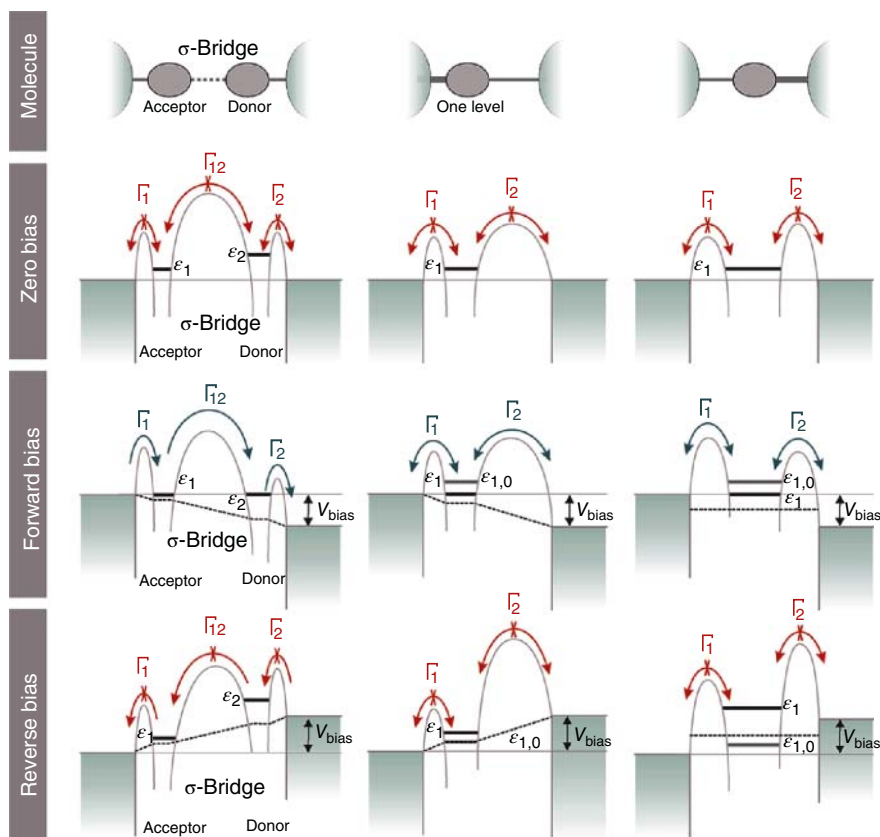 Molecule
σ-Bridge
Acceptor Donor
One level
Zero bias
Γ1 Γ12 Γ2
ε1 ε2
σ-Bridge
Acceptor Donor
Γ1 Γ2
ε1
Γ1 Γ2
ε1
Forward bias
Γ1 Γ12 Γ2
ε1 ε2
Vbias
σ-Bridge
Acceptor Donor
Γ1 Γ2
ε1 ε1,0
Vbias
Γ1 Γ2
ε1,0
ε1
Vbias
Reverse bias
Γ1 Γ12 Γ2
ε1 ε2
Vbias
σ-Bridge
Acceptor Donor
Γ1 Γ2
ε1 ε1,0
Vbias
Γ1 Γ2
ε1
ε1,0
Vbias